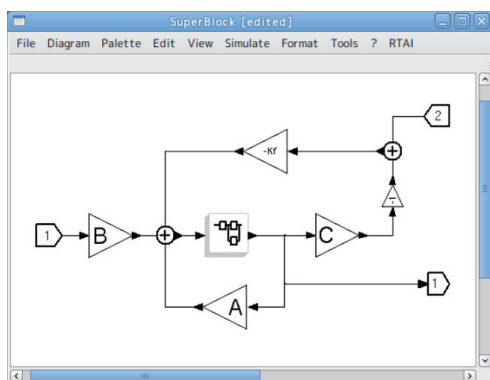 SuperBlock [edited]
File Diagram Palette Edit View Simulate Format Tools ? RTAI
2
-Kf
1
B
C
A
1